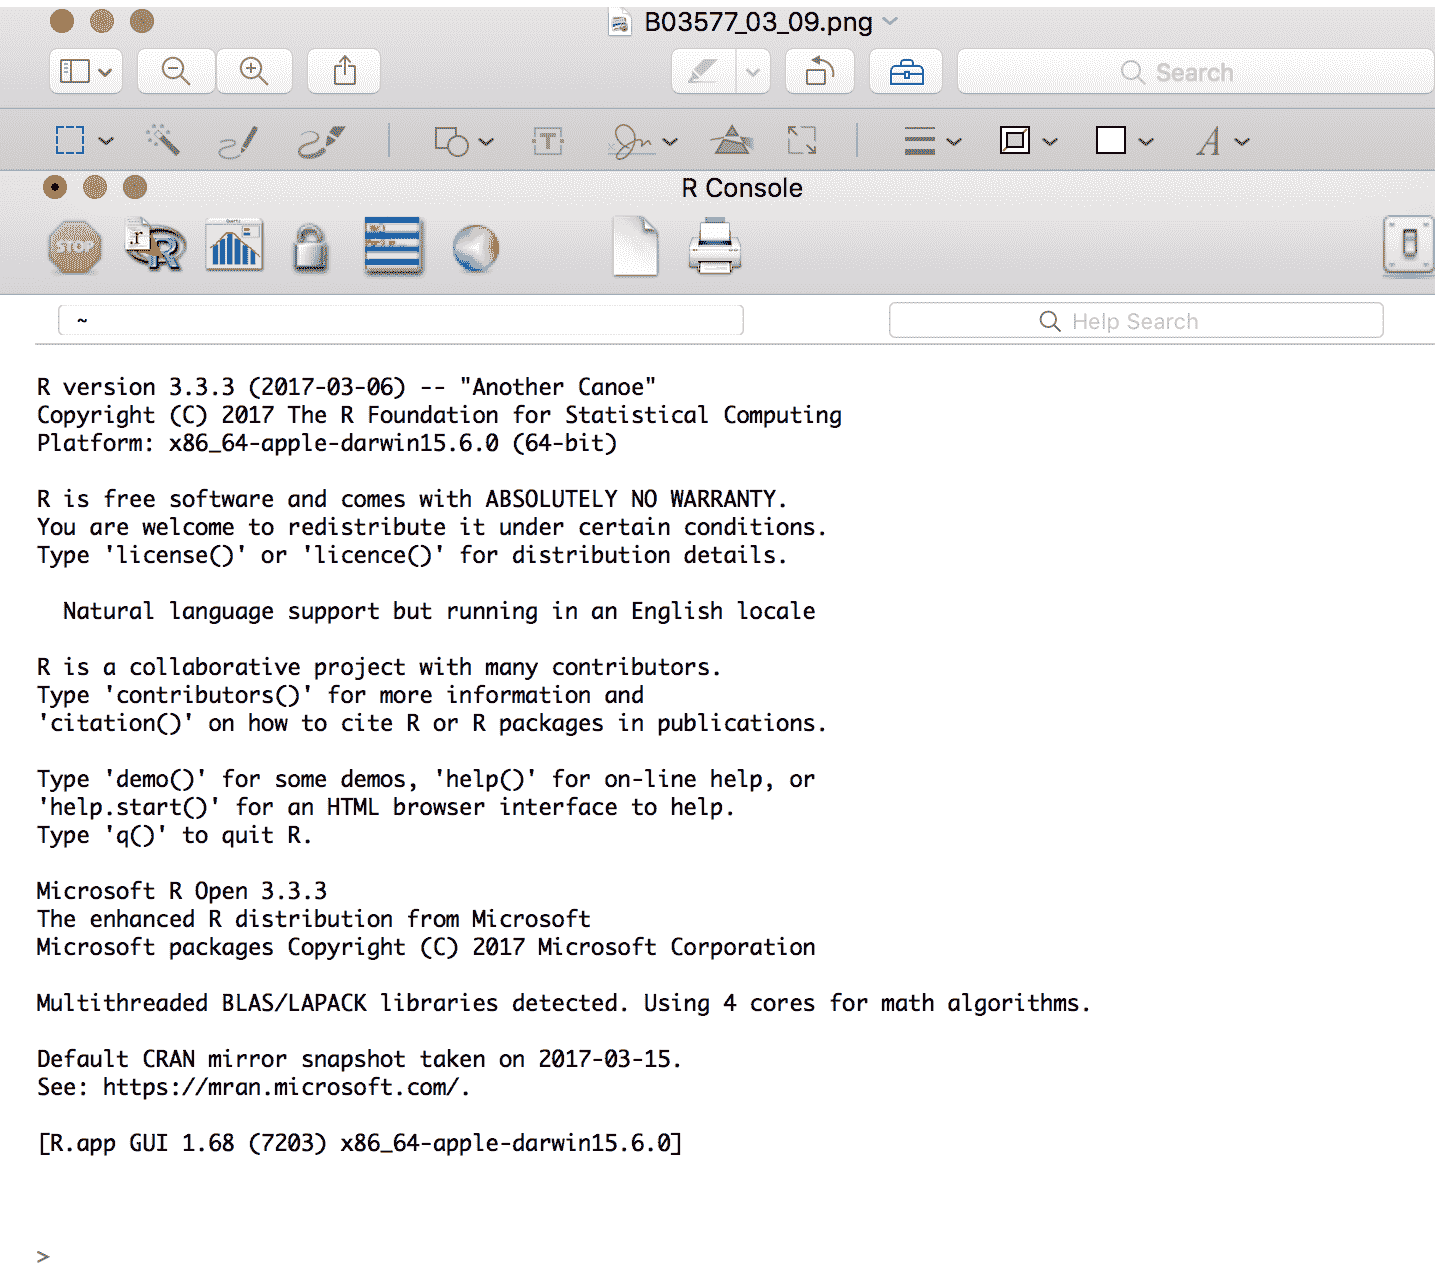 B03577_03_09.png
Search
R Console
STOP
~
Help Search
R version 3.3.3 (2017-03-06) -- "Another Canoe"
Copyright (C) 2017 The R Foundation for Statistical Computing
Platform: x86_64-apple-darwin15.6.0 (64-bit)
R is free software and comes with ABSOLUTELY NO WARRANTY.
You are welcome to redistribute it under certain conditions.
Type 'license()' or 'licence()' for distribution details.
Natural language support but running in an English locale
R is a collaborative project with many contributors.
Type 'contributors()' for more information and
'citation()' on how to cite R or R packages in publications.
Type 'demo()' for some demos, 'help()' for on-line help, or
'help.start()' for an HTML browser interface to help.
Type 'q()' to quit R.
Microsoft R Open 3.3.3
The enhanced R distribution from Microsoft
Microsoft packages Copyright (C) 2017 Microsoft Corporation
Multithreaded BLAS/LAPACK libraries detected. Using 4 cores for math algorithms.
Default CRAN mirror snapshot taken on 2017-03-15.
See: https://mran.microsoft.com/.
[R.app GUI 1.68 (7203) x86_64-apple-darwin15.6.0]
>